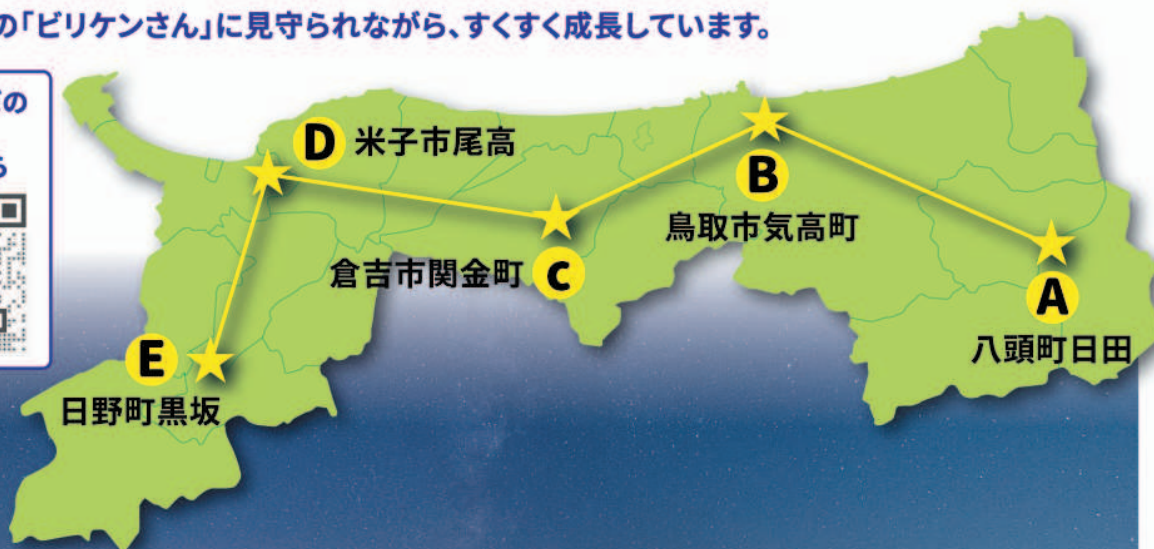 の「ビリケンさん」に見守られながら、すくすく成長しています。
の
D 米子市尾高
B
鳥取市気高町
倉吉市関金町 C
A
八頭町日田
E
日野町黒坂